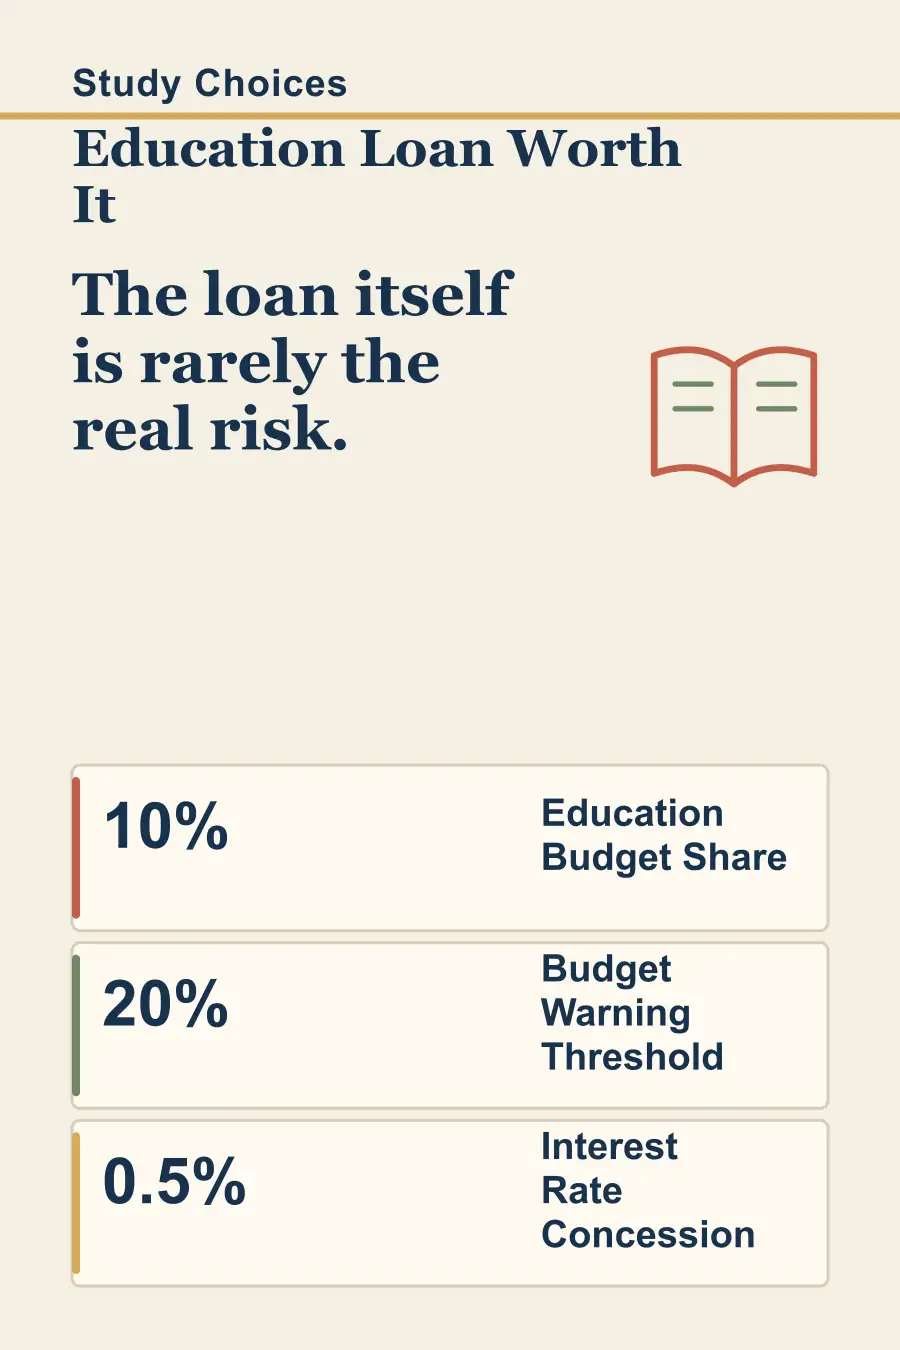 Study Choices
Education Loan Worth
It
The loan itself
is rarely the
real risk.
10%
Education
Budget Share
20%
Budget
Warning
Threshold
0.5%
Interest
Rate
Concession